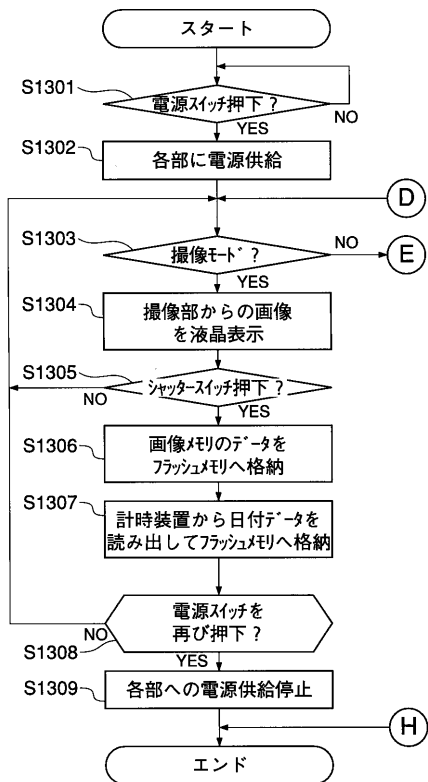 スタート
S1301
電源スイッチ押下?
NO
YES
S1302
各部に電源供給
D
S1303
撮像モード?
NO
E
YES
S1304
撮像部からの画像
を液晶表示
S1305
シャッタースイッチ押下?
NO
YES
S1306
画像メモリのデータを
フラッシュメモリへ格納
S1307
計時装置から日付データを
読み出してフラッシュメモリへ格納
電源スイッチを
再び押下?
NO
S1308
YES
S1309
各部への電源供給停止
H
エンド